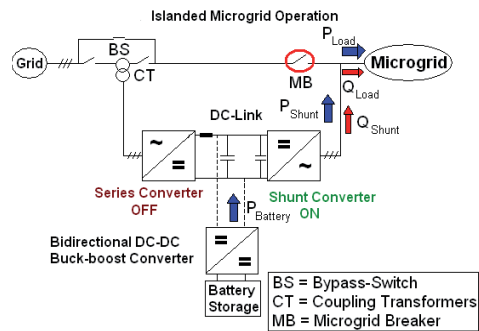 Islanded Microgrid Operation
Grid
BS
CT
MB
P Load
Microgrid
Q Load
P Shunt
Q Shunt
DC-Link
~
=
=
~
Series Converter
OFF
Shunt Converter
ON
P Battery
Bidirectional DC-DC
Buck-boost Converter
=
=
Battery
Storage
BS = Bypass-Switch
CT = Coupling Transformers
MB = Microgrid Breaker